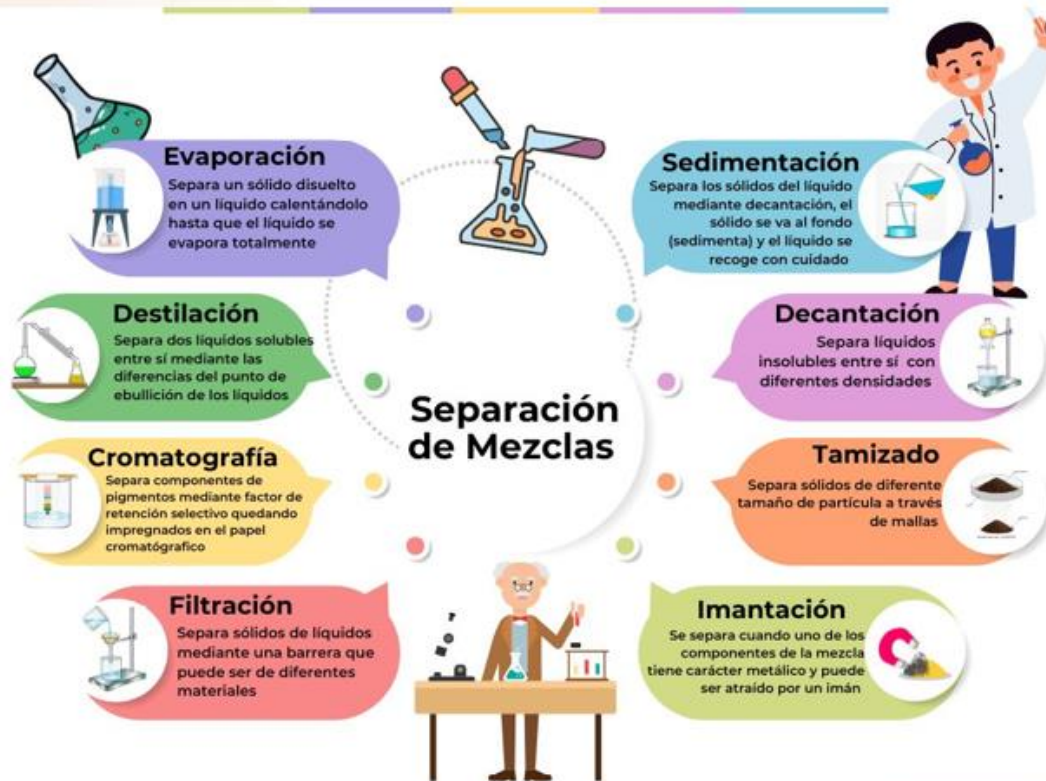 Evaporación
Separa un sólido disuelto
en un líquido calentándolo
hasta que el líquido se
evapora totalmente
Destilación
Separa dos líquidos solubles
entre sí mediante las
diferencias del punto de
ebullición de los líquidos
Cromatografía
Separa componentes de
pigmentos mediante factor de
retención selectivo quedando
impregnados en el papel
cromatógrafico
Filtración
Separa sólidos de líquidos
mediante una barrera que
puede ser de diferentes
materiales
Separación
de Mezclas
Sedimentación
Separa los sólidos del líquido
mediante decantación, el
sólido se va al fondo
(sedimenta) y el líquido se
recoge con cuidado
Decantación
Separa líquidos
insolubles entre sí con
diferentes densidades
Tamizado
Separa sólidos de diferente
tamaño de partícula a través
de mallas
Imantación
Se separa cuando uno de los
componentes de la mezcla
tiene carácter metálico y puede
ser atraído por un imán